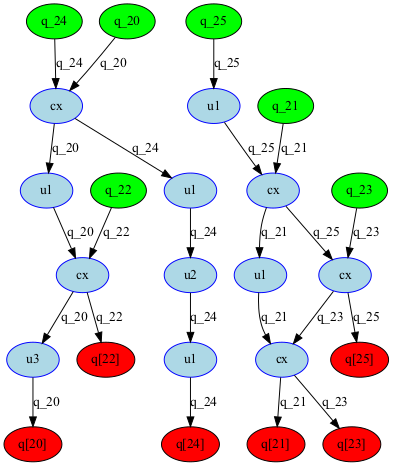 q_24 q_20 q_25
q_24 q_20 q_25
cx u1 q_21
q_20 q_24 q_25 q_21
u1 q_22 u1 cx q_23
q_20 q_22 q_24 q_21 q_25 q_23
cx u2 u1 cx
q_20 q_22 q_24 q_21 q_23 q_25
u3 q[22] u1 cx q[25]
q_20 q_24 q_21 q_23
q[20] q[24] q[21] q[23]